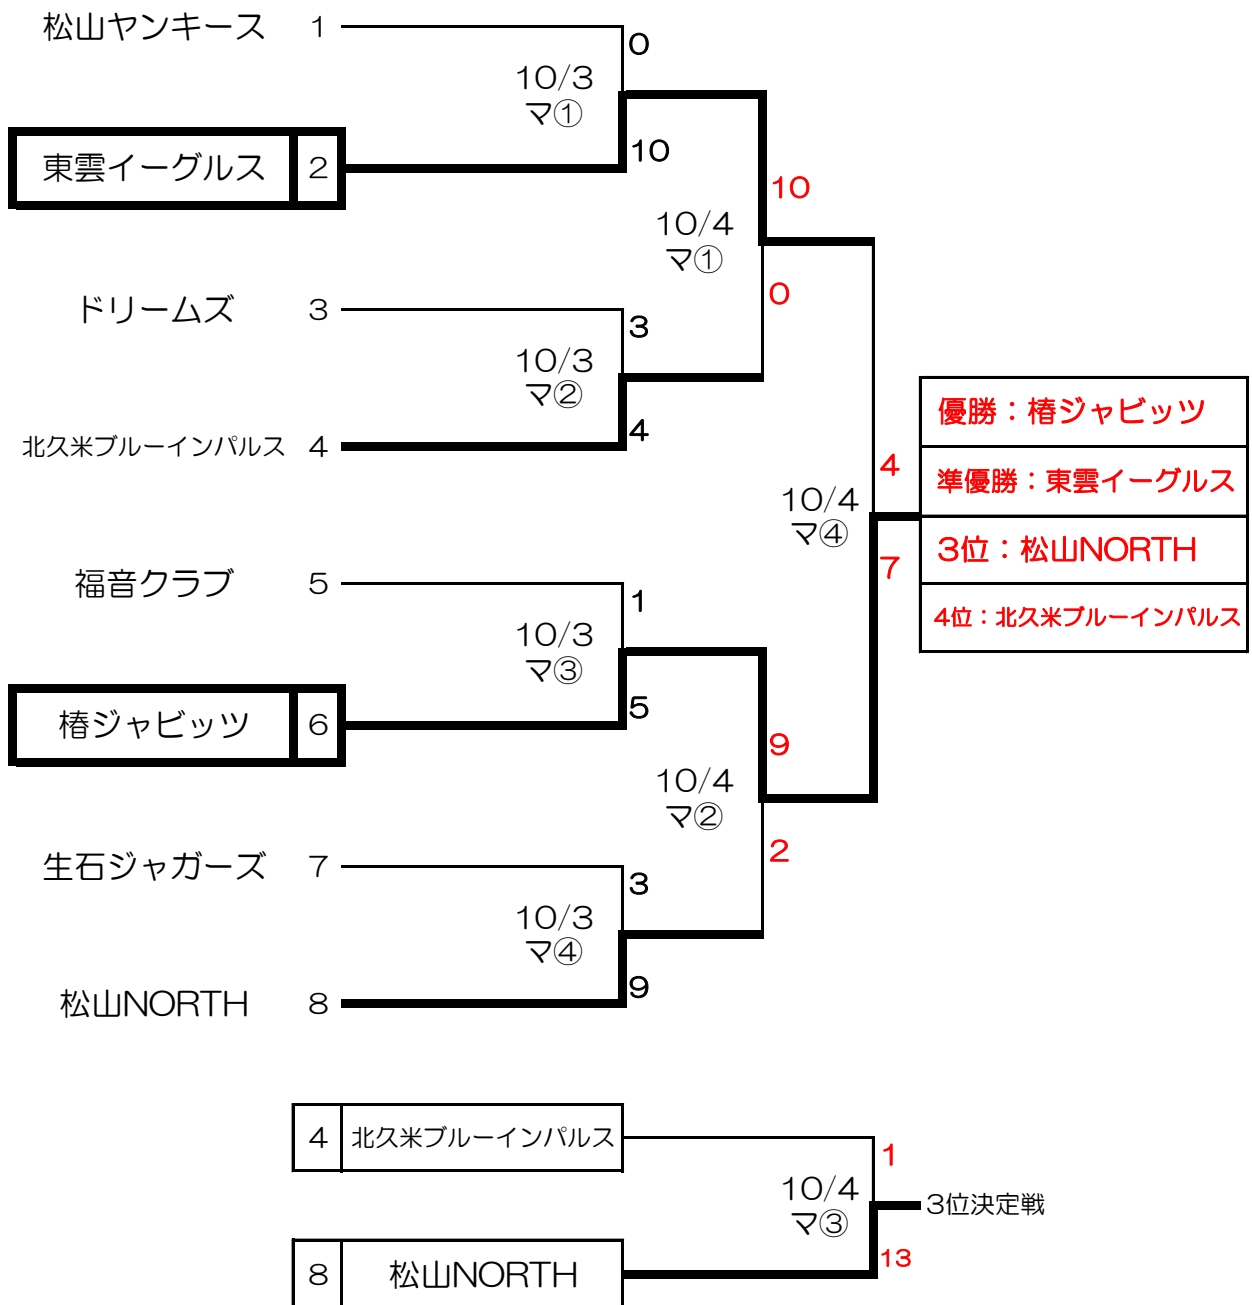 松山ヤンキース 1
0
10/3
マ①
東雲イーグルス 2
10
10
10/4
マ①
0
ドリームズ 3
3
10/3
マ②
北久米ブルーインパルス 4
4
優勝：椿ジャビッツ
準優勝：東雲イーグルス
3位：松山NORTH
4位：北久米ブルーインパルス
4
10/4
マ④
7
福音クラブ 5
1
10/3
マ③
椿ジャビッツ 6
5
9
10/4
マ②
2
生石ジャガーズ 7
3
10/3
マ④
松山NORTH 8
9
4 北久米ブルーインパルス
1
10/4
マ③
3位決定戦
13
8 松山NORTH